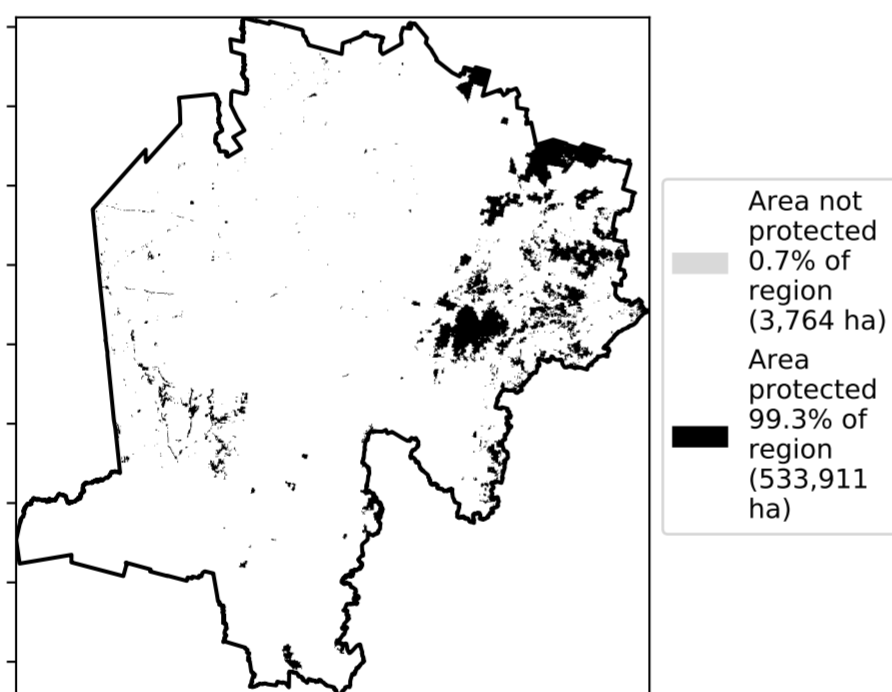 Area not
protected
0.7% of
region
(3,764 ha)
Area
protected
99.3% of
region
(533,911
ha)